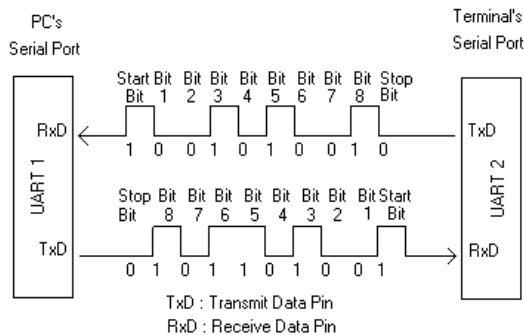 PC's
Serial Port
Terminal's
Serial Port
Start Bit Bit Bit Bit Bit Bit Bit Bit Stop
Bit 1 2 3 4 5 6 7 8 Bit
RxD
TxD
1 0 0 1 0 1 0 0 1 0
UART 1
UART 2
Stop Bit Bit Bit Bit Bit Bit Bit Bit Start
Bit 8 7 6 5 4 3 2 1 Bit
TxD
RxD
0 1 0 1 1 0 1 0 0 1
TxD : Transmit Data Pin
RxD : Receive Data Pin